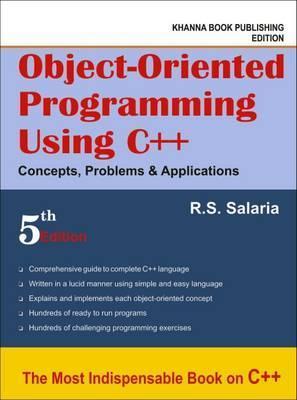 KHANNA BOOK PUBLISHING
EDITION
Object-Oriented
Programming
Using C++
Concepts, Problems & Applications
R.S. Salaria
5th
Edition
Comprehensive guide to complete C++ language
Written in a lucid manner using simple and easy language
Explains and implements each object-oriented concept
Hundreds of ready to run programs
Hundreds of challenging programming exercises
The Most Indispensable Book on C++